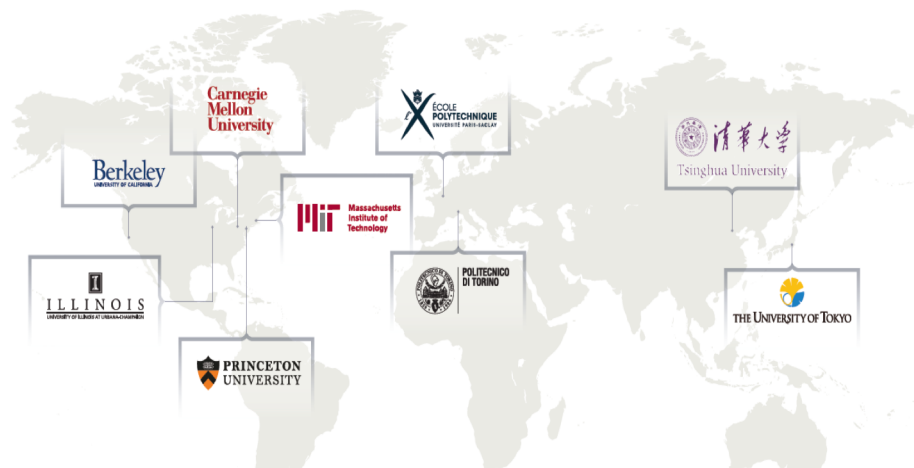 Carnegie
Mellon
University
ÉCOLE
POLYTECHNIQUE
UNIVERSITÉ PARIS-SACLAY
清華大学
Tsinghua University
Berkeley
UNIVERSITY OF CALIFORNIA
Massachusetts
Institute of
Technology
POLITECNICO
DI TORINO
I
ILLINOIS
UNIVERSITY OF ILLINOIS AT URBANA-CHAMPAIGN
THE UNIVERSITY OF TOKYO
PRINCETON
UNIVERSITY